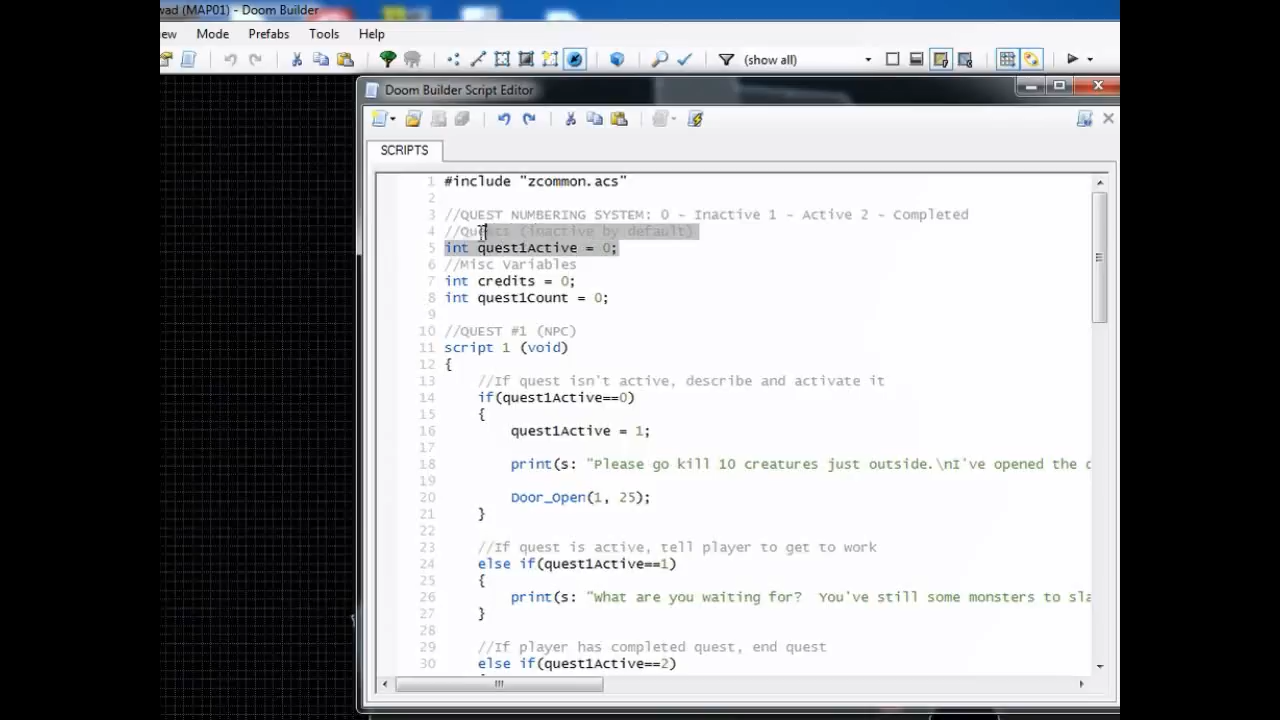 wad (MAP01) - Doom Builder
ew Mode Prefabs Tools Help
(show all)
Doom Builder Script Editor
SCRIPTS
1 #include "zcommon.acs"
2
3 //QUEST NUMBERING SYSTEM: 0 - Inactive 1 - Active 2 - Completed
4 //Quests (inactive by default)
5 int quest1Active = 0;
6 //Misc Variables
7 int credits = 0;
8 int quest1Count = 0;
9
10 //QUEST #1 (NPC)
11 script 1 (void)
12 {
13 //If quest isn't active, describe and activate it
14 if(quest1Active==0)
15 {
16 quest1Active = 1;
17
18 print(s: "Please go kill 10 creatures just outside.\nI've opened the d
19
20 Door_Open(1, 25);
21 }
22
23 //If quest is active, tell player to get to work
24 else if(quest1Active==1)
25 {
26 print(s: "What are you waiting for?  You've still some monsters to sla
27 }
28
29 //If player has completed quest, end quest
30 else if(quest1Active==2)